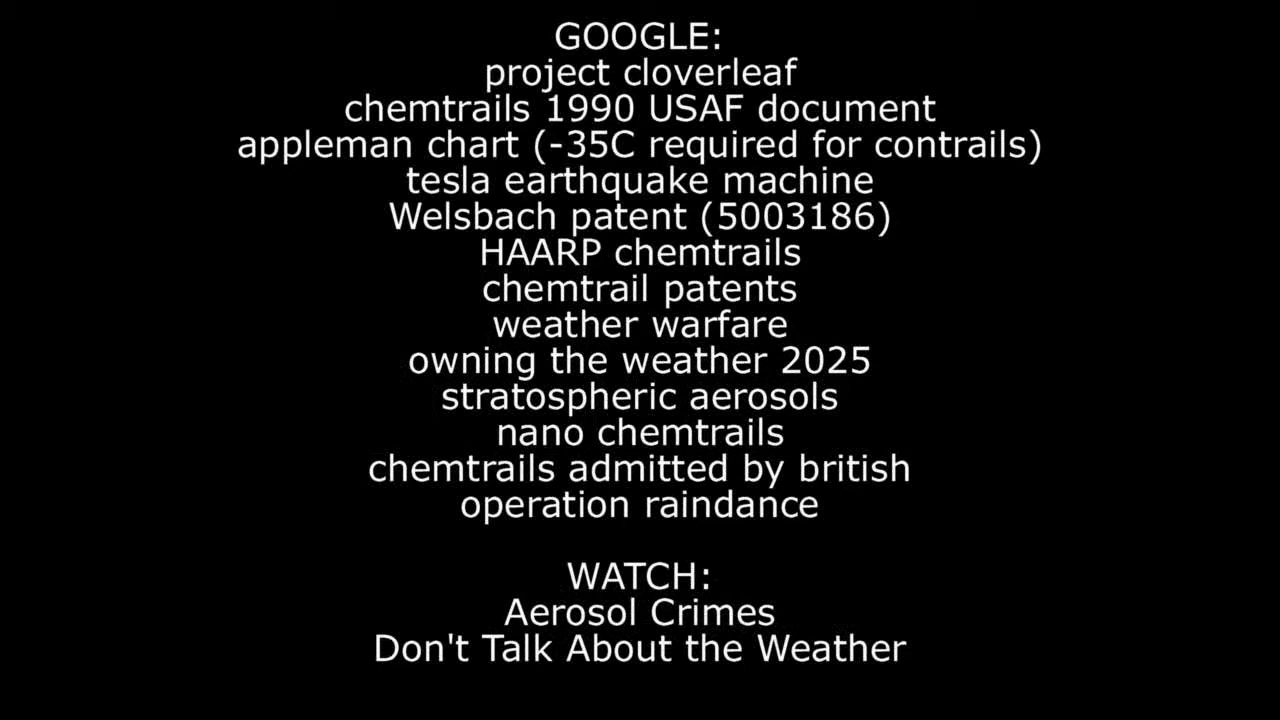 GOOGLE:
project cloverleaf
chemtrails 1990 USAF document
appleman chart (-35C required for contrails)
tesla earthquake machine
Welsbach patent (5003186)
HAARP chemtrails
chemtrail patents
weather warfare
owning the weather 2025
stratospheric aerosols
nano chemtrails
chemtrails admitted by british
operation raindance
WATCH:
Aerosol Crimes
Don't Talk About the Weather